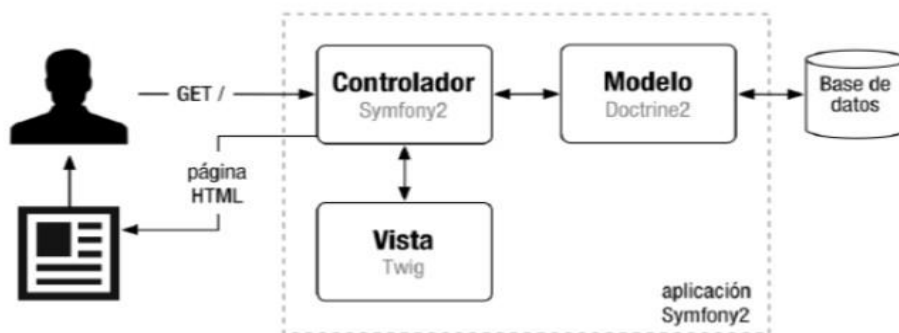 GET /
Controlador
Symfony2
Modelo
Doctrine2
Base de
datos
página
HTML
Vista
Twig
aplicación
Symfony2